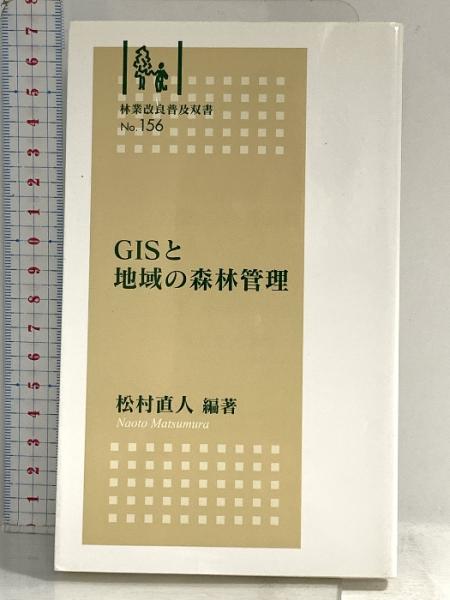 林業改良普及双書
No.156
GISと
地域の森林管理
松村直人 編著
Naoto Matsumura